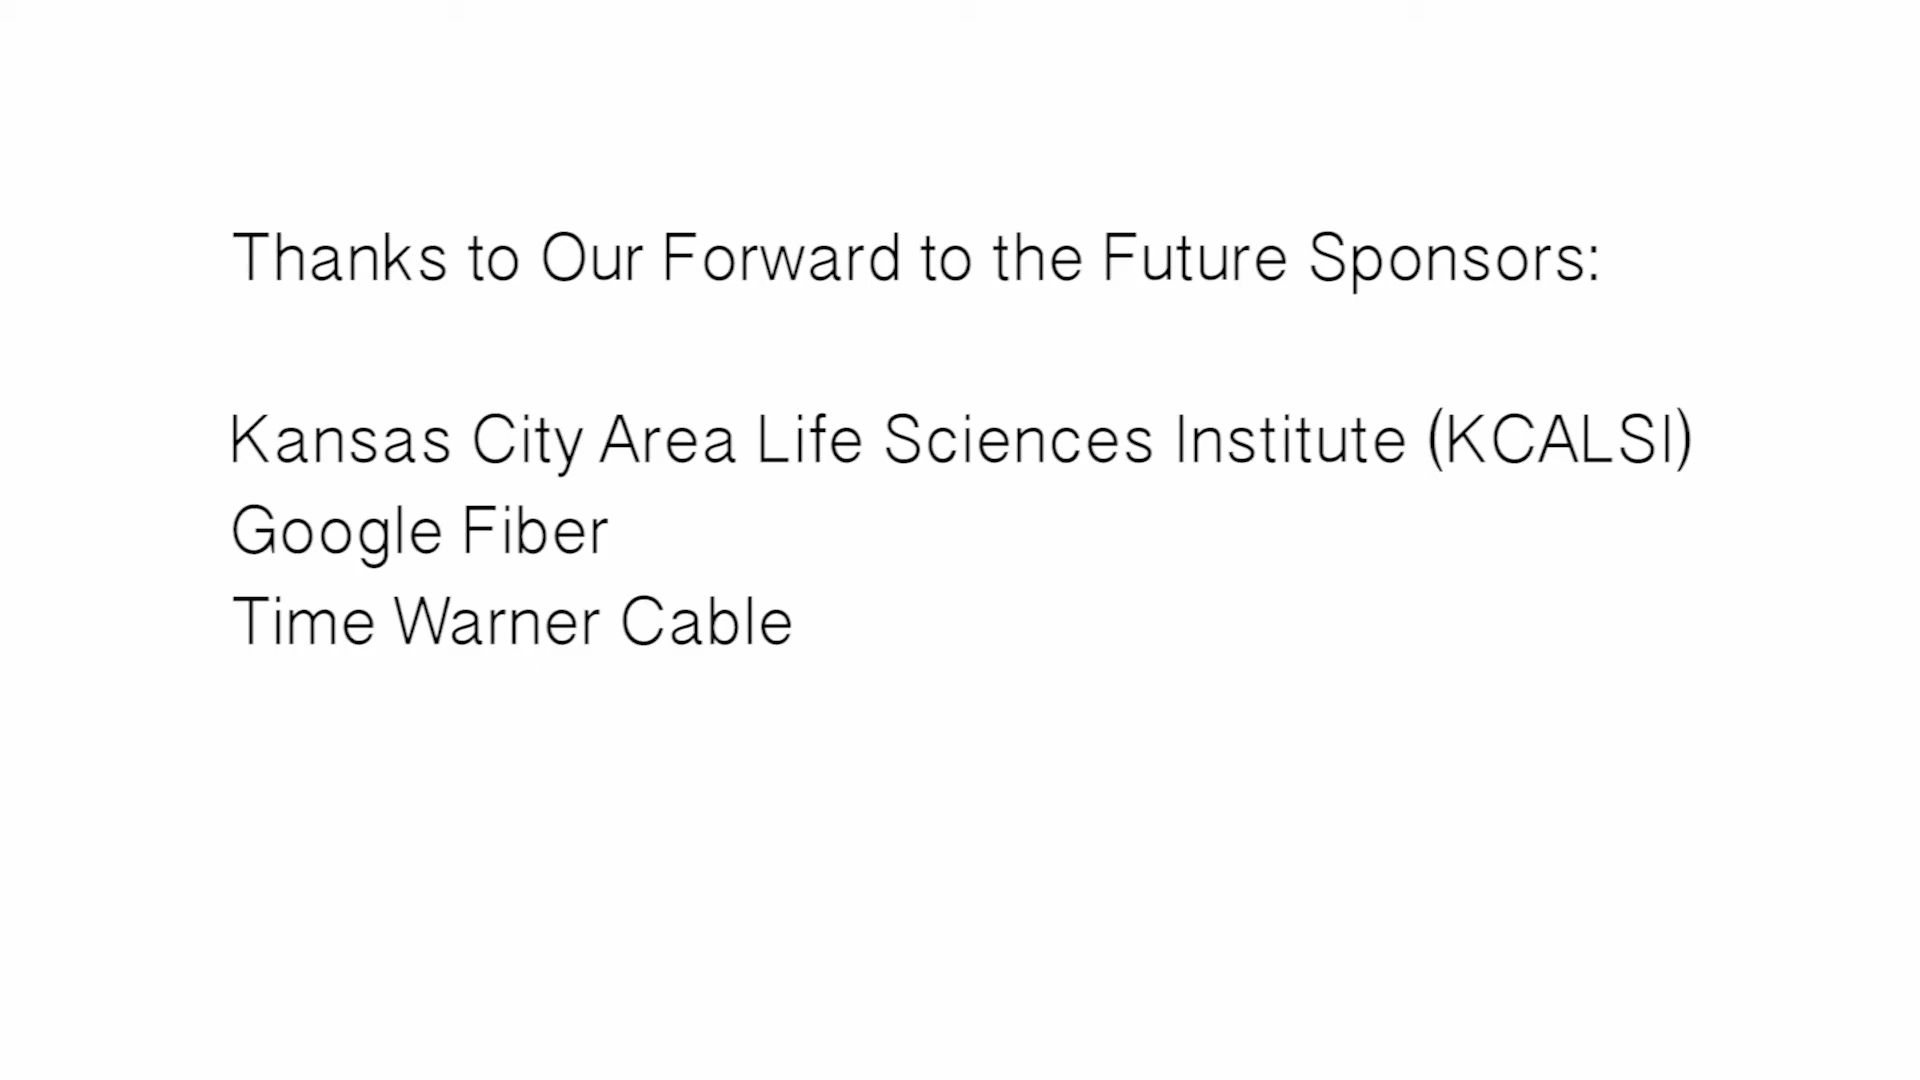 Thanks to Our Forward to the Future Sponsors:
Kansas City Area Life Sciences Institute (KCALSI)
Google Fiber
Time Warner Cable